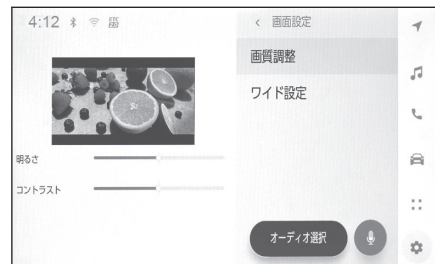 4:12
画面設定
画質調整
ワイド設定
明るさ
コントラスト
オーディオ選択